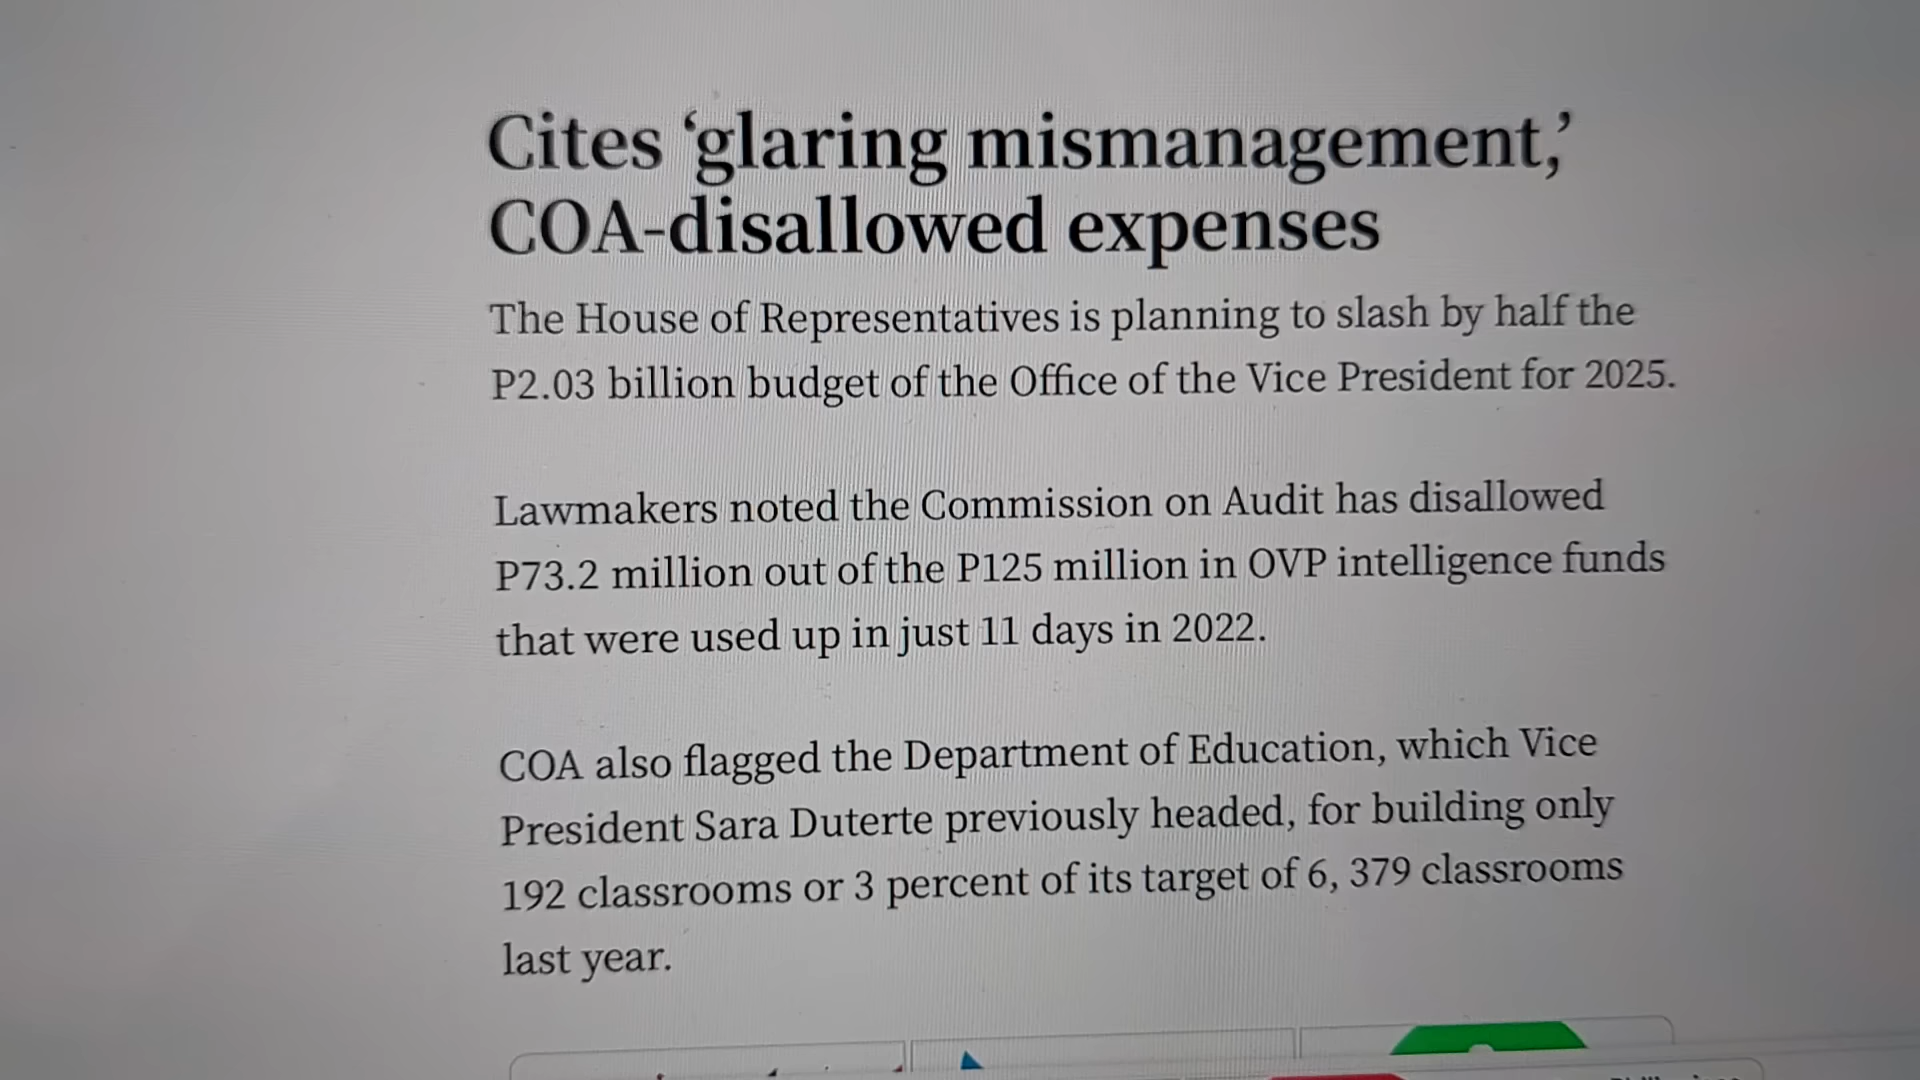 Cites ‘glaring mismanagement,’
COA-disallowed expenses
The House of Representatives is planning to slash by half the
P2.03 billion budget of the Office of the Vice President for 2025.
Lawmakers noted the Commission on Audit has disallowed
P73.2 million out of the P125 million in OVP intelligence funds
that were used up in just 11 days in 2022.
COA also flagged the Department of Education, which Vice
President Sara Duterte previously headed, for building only
192 classrooms or 3 percent of its target of 6, 379 classrooms
last year.